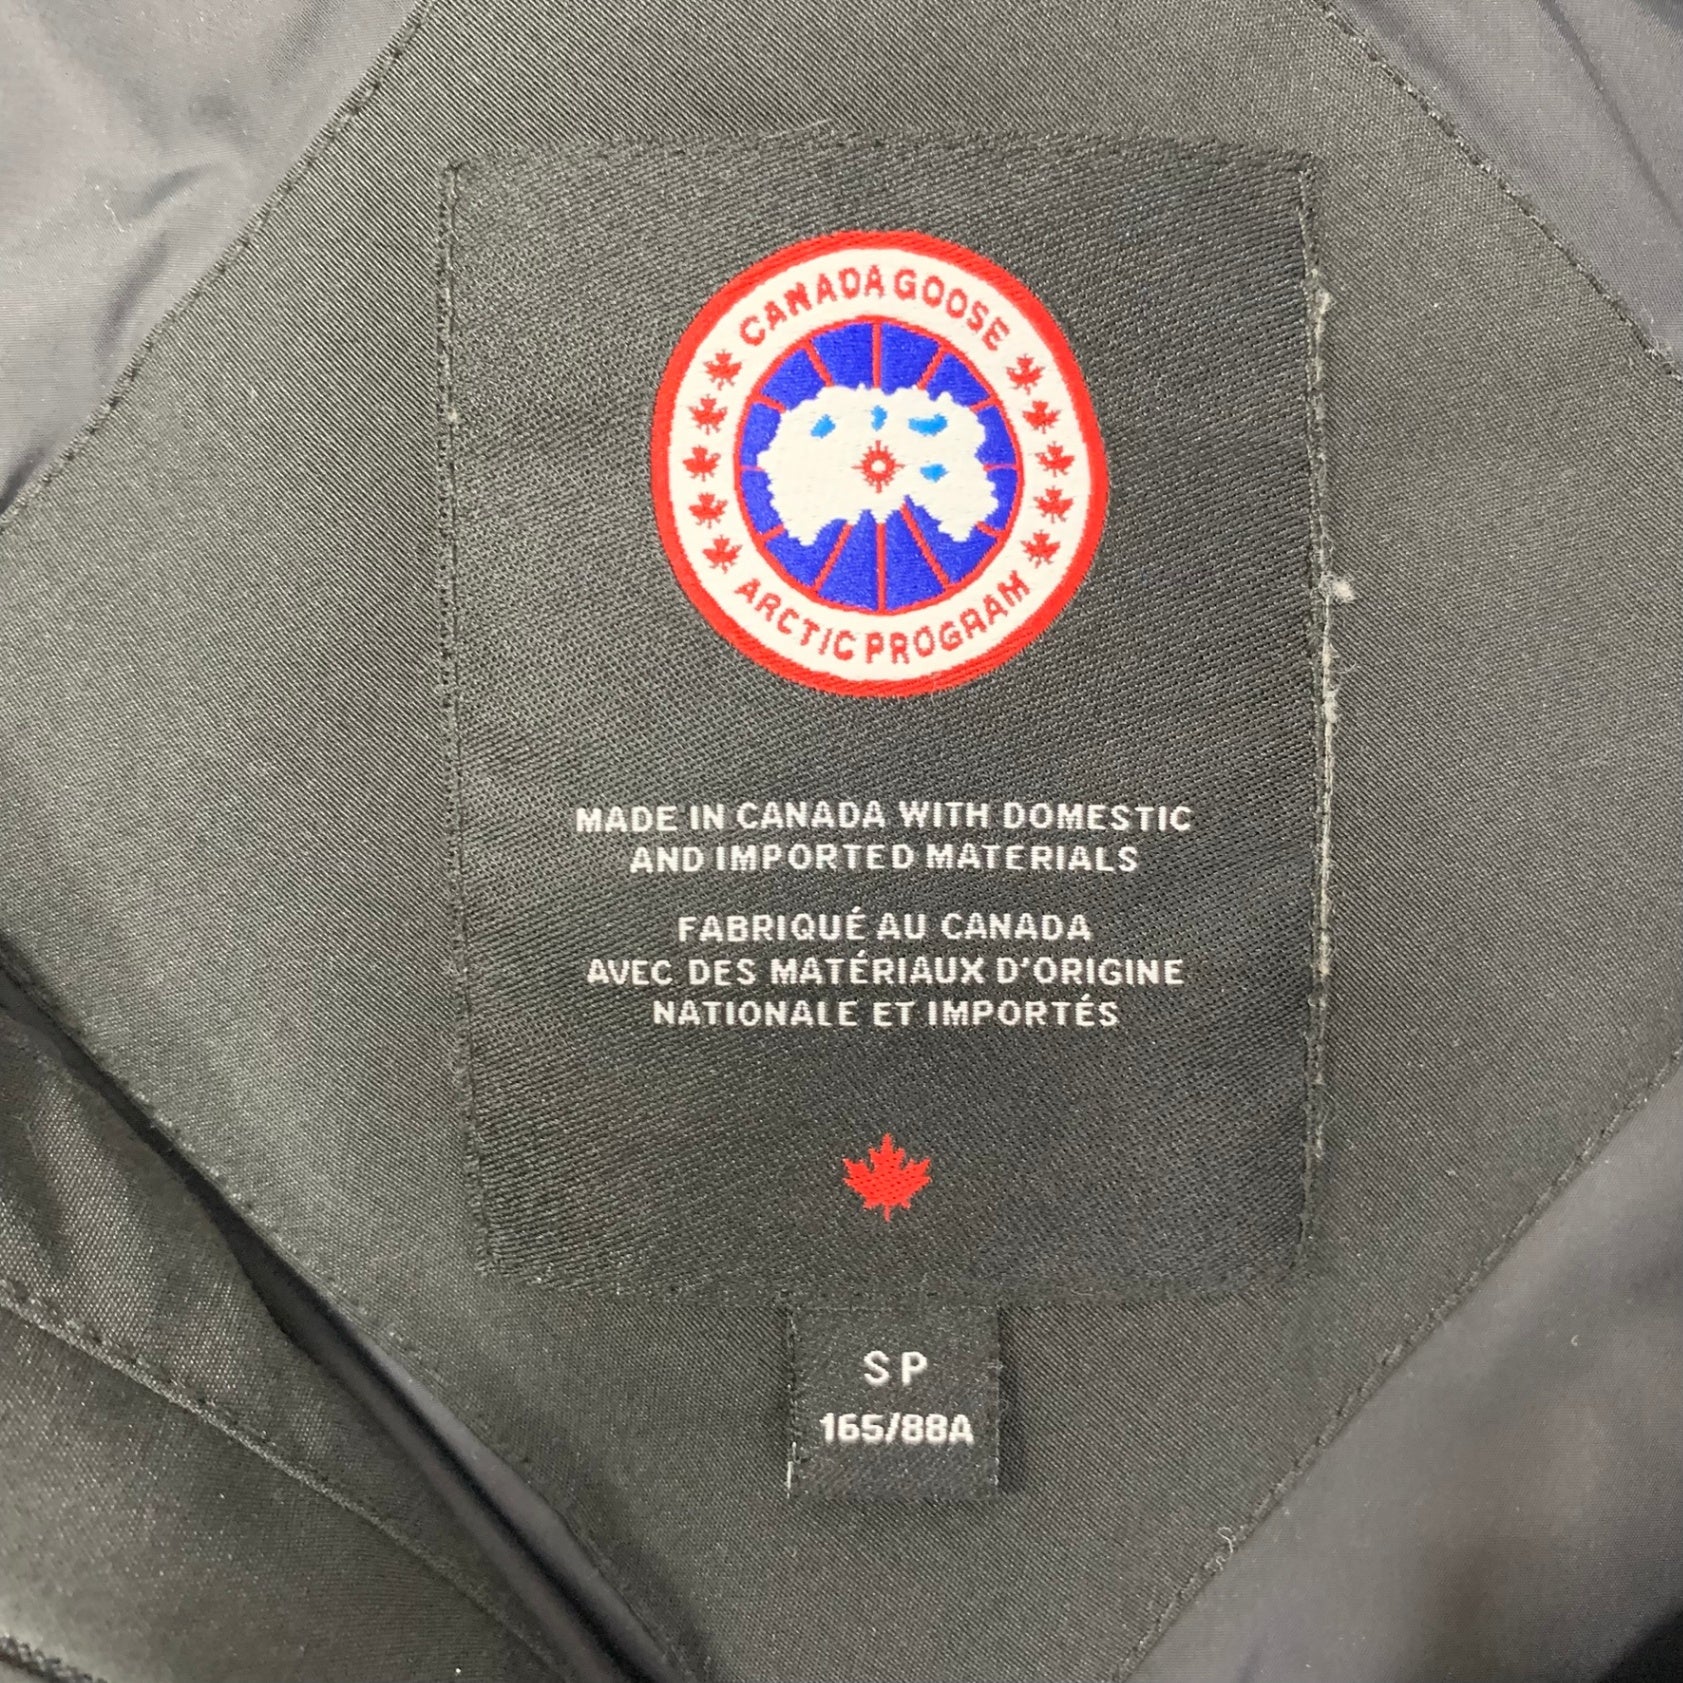 CANADA GOOSE
ARCTIC PROGRAM
MADE IN CANADA WITH DOMESTIC
AND IMPORTED MATERIALS
FABRIQUÉ AU CANADA
AVEC DES MATÉRIAUX D'ORIGINE
NATIONALE ET IMPORTÉS
S P
165/88A